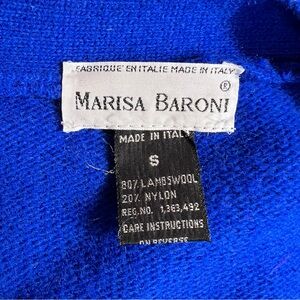 FABRIQUE EN ITALIE MADE IN ITALY
MARISA BARONI ®
MADE IN ITALY
S
80% LAMBSWOOL
20% NYLON
REG.NO. 1,363,492
CARE INSTRUCTIONS
ON REVERSE